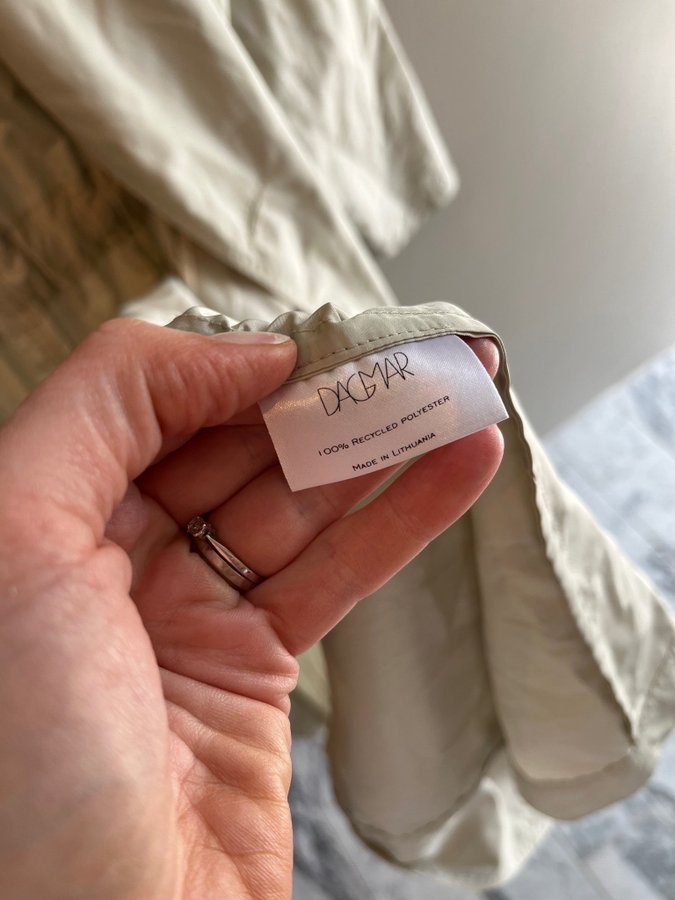 DAGMAR
100% RECYCLED POLYESTER
MADE IN LITHUANIA